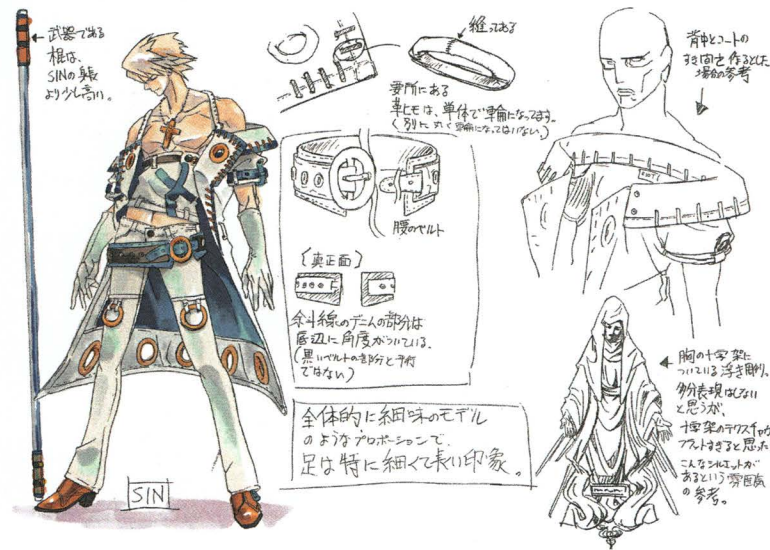 武器である
棍は、
SINの身長
より少し高い。
縫ってある
要所にある
革ヒモは、単体で輪になってます。
(別に丸く輪になってはいない。)
背中とコートの
すき間を作るとした
場合の参考
腰のベルト
[真正面]
斜線のデニムの部分は
底辺に角度がついている。
(黒いベルトの部分と平行
ではない)
全体的に細味のモデル
のようなプロポーションで、
足は特に細くて長い印象。
胸の十字架に
ついている浮き彫り。
多分表現はしない
と思うが、
十字架のテクスチャが
フラットすぎると思った
こんなシルエットが
あるという雰囲気
の参考。
SIN